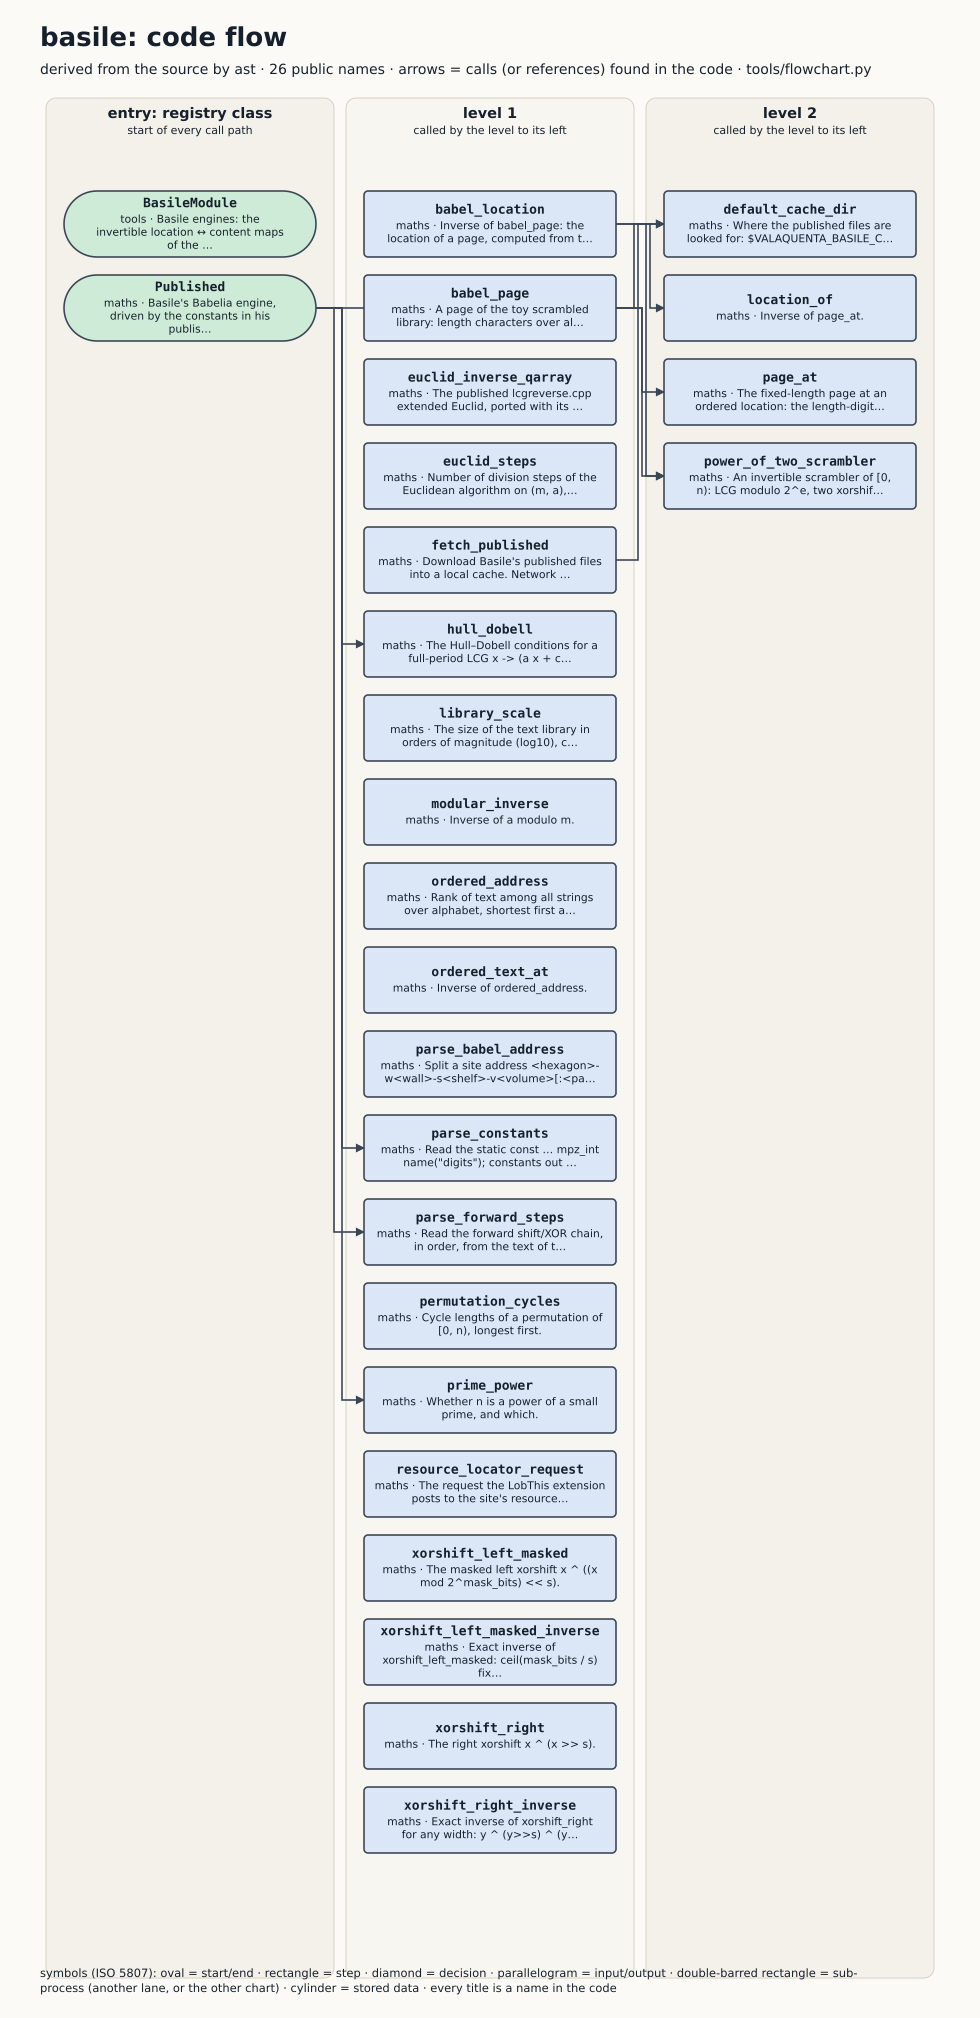 basile: code flow
derived from the source by ast · 26 public names · arrows = calls (or references) found in the code · tools/flowchart.py
entry: registry class
start of every call path
BasileModule
tools · Basile engines: the
invertible location ↔ content maps
of the …
Published
maths · Basile's Babelia engine,
driven by the constants in his
publis…
level 1
called by the level to its left
babel_location
maths · Inverse of babel_page: the
location of a page, computed from t…
babel_page
maths · A page of the toy scrambled
library: length characters over al…
euclid_inverse_qarray
maths · The published lcgreverse.cpp
extended Euclid, ported with its …
euclid_steps
maths · Number of division steps of the
Euclidean algorithm on (m, a),…
fetch_published
maths · Download Basile's published files
into a local cache. Network …
hull_dobell
maths · The Hull–Dobell conditions for a
full-period LCG x -> (a x + c…
library_scale
maths · The size of the text library in
orders of magnitude (log10), c…
modular_inverse
maths · Inverse of a modulo m.
ordered_address
maths · Rank of text among all strings
over alphabet, shortest first a…
ordered_text_at
maths · Inverse of ordered_address.
parse_babel_address
maths · Split a site address <hexagon>-
w<wall>-s<shelf>-v<volume>[:<pa…
parse_constants
maths · Read the static const … mpz_int
name("digits"); constants out …
parse_forward_steps
maths · Read the forward shift/XOR chain,
in order, from the text of t…
permutation_cycles
maths · Cycle lengths of a permutation of
[0, n), longest first.
prime_power
maths · Whether n is a power of a small
prime, and which.
resource_locator_request
maths · The request the LobThis extension
posts to the site's resource…
xorshift_left_masked
maths · The masked left xorshift x ^ ((x
mod 2^mask_bits) << s).
xorshift_left_masked_inverse
maths · Exact inverse of
xorshift_left_masked: ceil(mask_bits / s)
fix…
xorshift_right
maths · The right xorshift x ^ (x >> s).
xorshift_right_inverse
maths · Exact inverse of xorshift_right
for any width: y ^ (y>>s) ^ (y…
level 2
called by the level to its left
default_cache_dir
maths · Where the published files are
looked for: $VALAQUENTA_BASILE_C…
location_of
maths · Inverse of page_at.
page_at
maths · The fixed-length page at an
ordered location: the length-digit…
power_of_two_scrambler
maths · An invertible scrambler of [0,
n): LCG modulo 2^e, two xorshif…
symbols (ISO 5807): oval = start/end · rectangle = step · diamond = decision · parallelogram = input/output · double-barred rectangle = sub-
process (another lane, or the other chart) · cylinder = stored data · every title is a name in the code